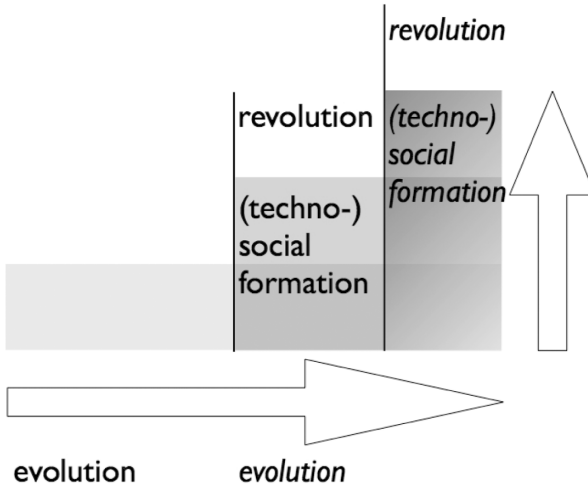 revolution
revolution
(techno-)
social
formation
(techno-)
social
formation
evolution
evolution